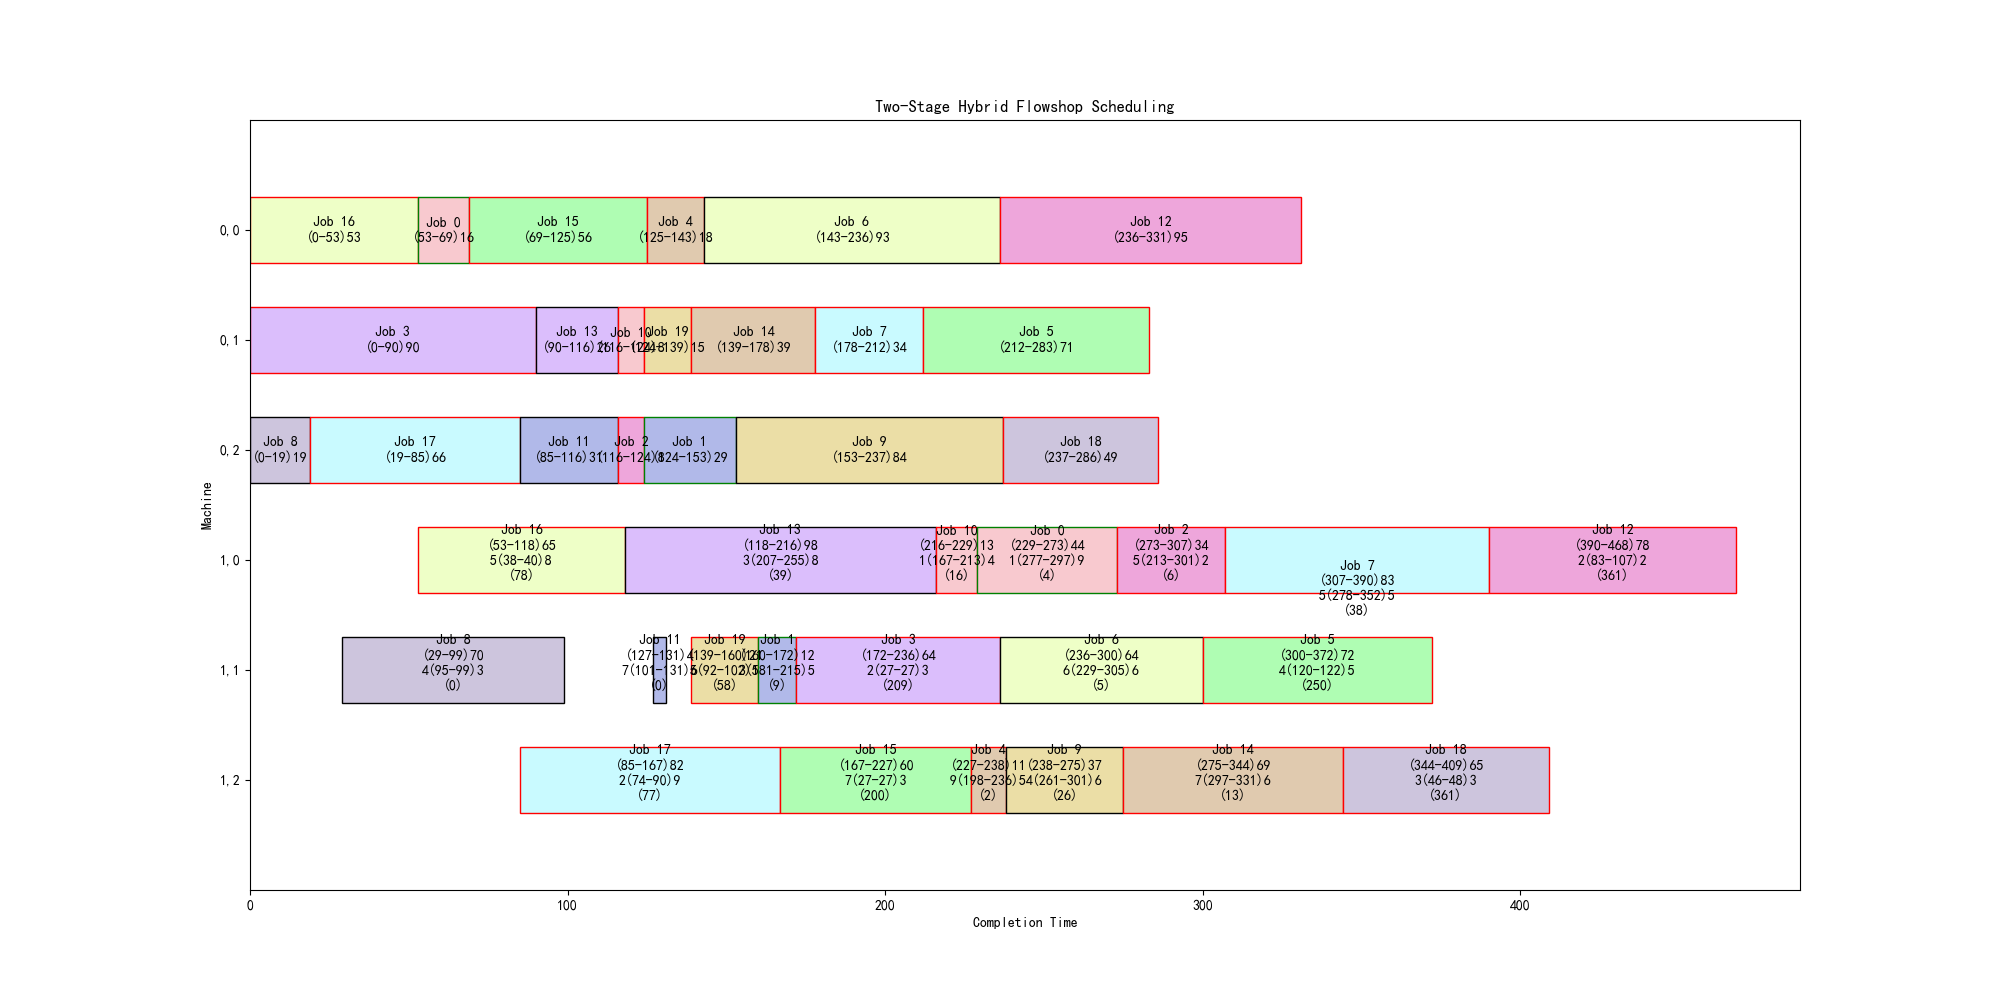 Two-Stage Hybrid Flowshop Scheduling
Machine
0,0
Job 16
(0-53)53
Job 0
(53-69)16
Job 15
(69-125)56
Job 4
(125-143)18
Job 6
(143-236)93
Job 12
(236-331)95
0,1
Job 3
(0-90)90
Job 13
(90-116)26
Job 10
Job 19
Job 14
(139-178)39
Job 7
(178-212)34
Job 5
(212-283)71
0,2
Job 8
(0-19)19
Job 17
(19-85)66
Job 11
(85-116)31
Job 2
(116-124)8
Job 1
(124-153)29
Job 9
(153-237)84
Job 18
(237-286)49
1,0
Job 16
(53-118)65
5(38-40)8
(78)
Job 13
(118-216)98
3(207-255)8
(39)
Job 10
(216-229)13
1(167-213)4
(16)
Job 0
(229-273)44
1(277-297)9
(4)
Job 2
(273-307)34
5(213-301)2
(6)
Job 7
(307-390)83
5(278-352)5
(38)
Job 12
(390-468)78
2(83-107)2
(361)
1,1
Job 8
(29-99)70
4(95-99)3
(0)
Job 11
(127-131)4
7(101-131)5
(0)
Job 19
(139-160)21
(58)
Job 1
(160-172)12
(9)
Job 3
(172-236)64
2(27-27)3
(209)
Job 6
(236-300)64
6(229-305)6
(5)
Job 5
(300-372)72
4(120-122)5
(250)
1,2
Job 17
(85-167)82
2(74-90)9
(77)
Job 15
(167-227)60
7(27-27)3
(200)
Job 4
(227-238)11
9(198-236)5
(2)
Job 9
(238-275)37
4(261-301)6
(26)
Job 14
(275-344)69
7(297-331)6
(13)
Job 18
(344-409)65
3(46-48)3
(361)
0
100
200
300
400
Completion Time